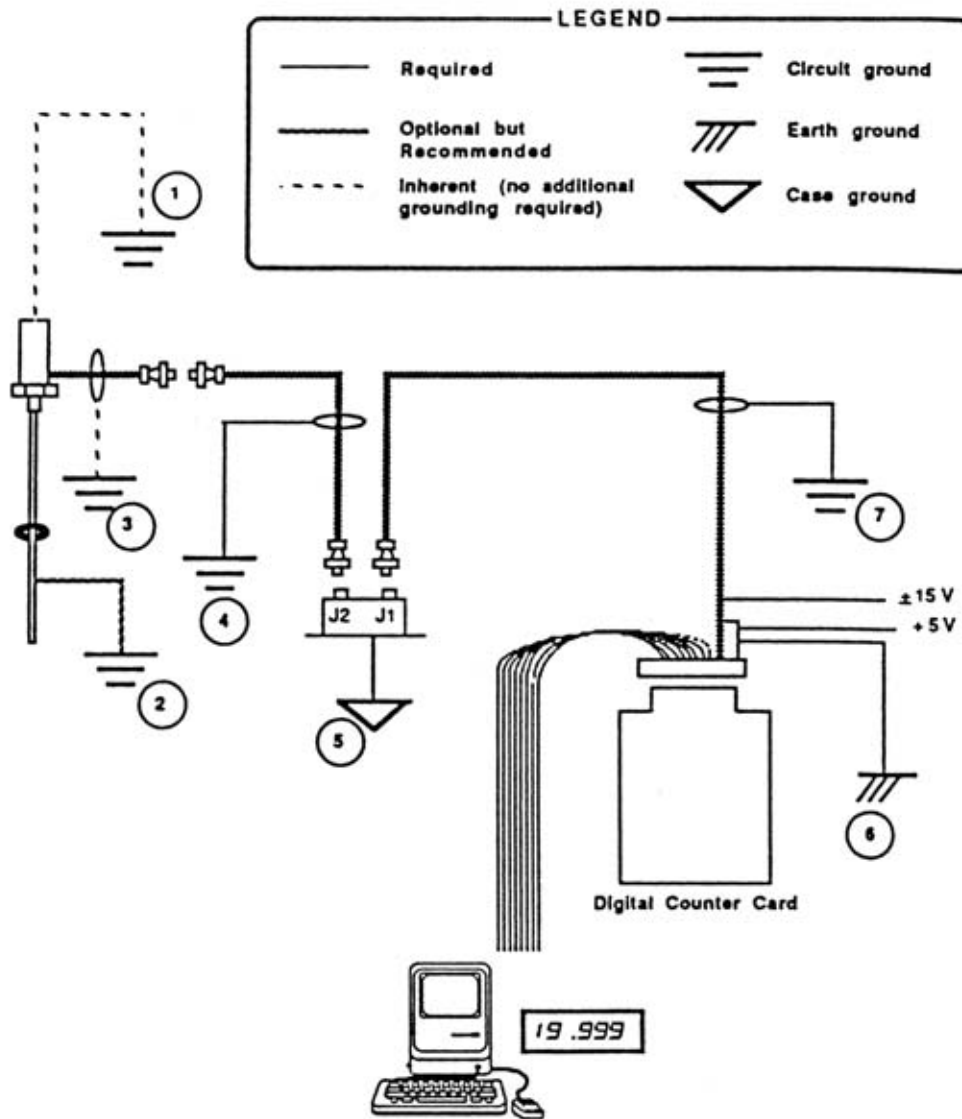 LEGEND
Required
Circuit ground
Optional but
Recommended
Earth ground
Inherent (no additional
grounding required)
Case ground
1
3
2
4
J2 J1
5
7
±15 V
+ 5 V
6
Digital Counter Card
19.999